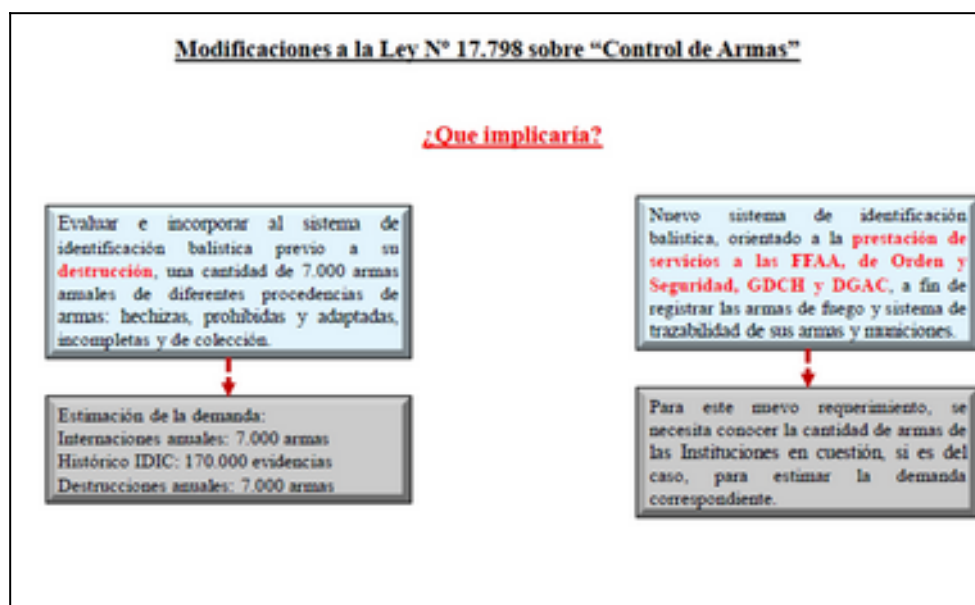 Modificaciones a la Ley Nº 17.798 sobre “Control de Armas”
¿Que implicaría?
Evaluar e incorporar al sistema de
identificación balística previo a su
destrucción, una cantidad de 7.000 armas
anuales de diferentes procedencias de
armas: hechizas, prohibidas y adaptadas,
incompletas y de colección.
Estimación de la demanda:
Internaciones anuales: 7.000 armas
Histórico IDIC: 170.000 evidencias
Destrucciones anuales: 7.000 armas
Nuevo sistema de identificación
balística, orientado a la prestación de
servicios a las FFAA, de Orden y
Seguridad, GDCH y DGAC, a fin de
registrar las armas de fuego y sistema de
trazabilidad de sus armas y municiones.
Para este nuevo requerimiento, se
necesita conocer la cantidad de armas de
las Instituciones en cuestión, si es del
caso, para estimar la demanda
correspondiente.